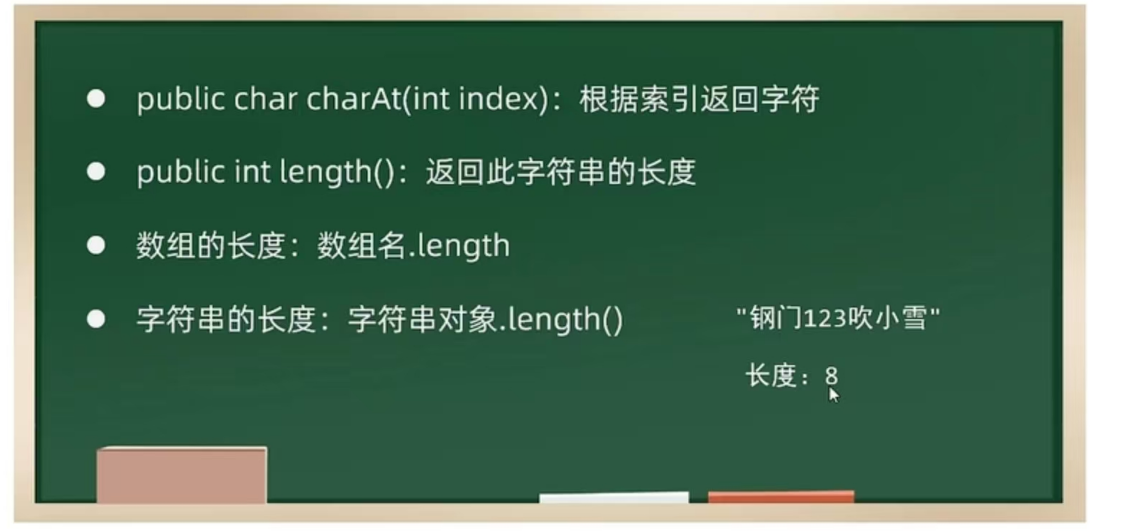 ● public char charAt(int index)：根据索引返回字符
● public int length()：返回此字符串的长度
● 数组的长度：数组名.length
● 字符串的长度：字符串对象.length()
"钢门123吹小雪"
长度：8